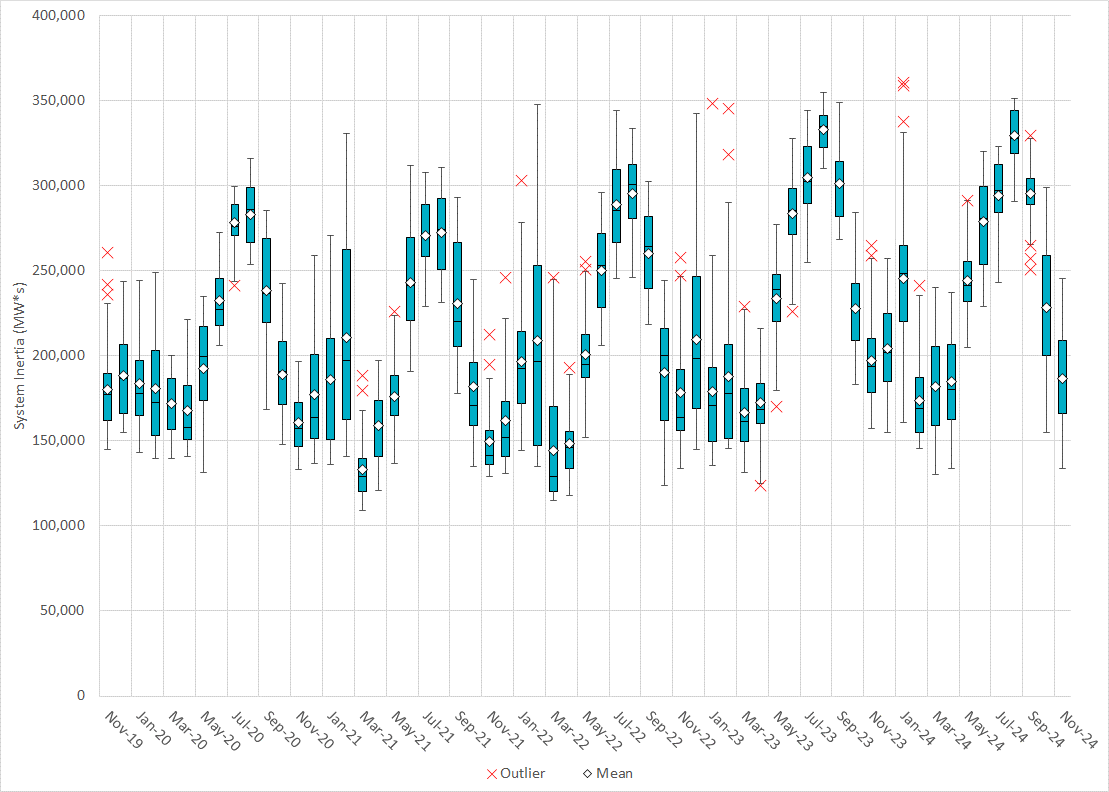 400,000
350,000
300,000
250,000
200,000
150,000
100,000
50,000
0
System Inertia (MW*s)
Nov-19
Jan-20
Mar-20
May-20
Jul-20
Sep-20
Nov-20
Jan-21
Mar-21
May-21
Jul-21
Sep-21
Nov-21
Jan-22
Mar-22
May-22
Jul-22
Sep-22
Nov-22
Jan-23
Mar-23
May-23
Jul-23
Sep-23
Nov-23
Jan-24
Mar-24
May-24
Jul-24
Sep-24
Nov-24
Outlier Mean